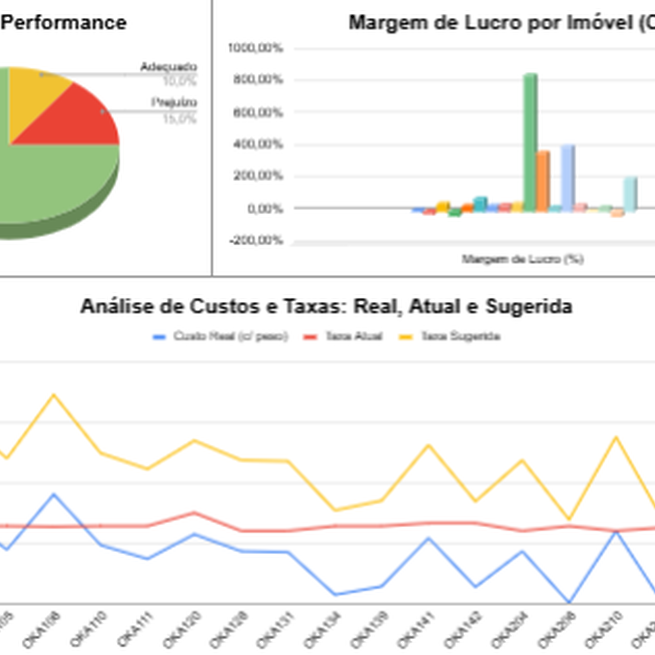 Performance
Adequado
10,0%
Prejuízo
15,0%
Margem de Lucro por Imóvel (C
1000,00%
800,00%
600,00%
400,00%
200,00%
0,00%
-200,00%
Margem de Lucro (%)
Análise de Custos e Taxas: Real, Atual e Sugerida
Custo Real (c/ peso)
Taxa Atual
Taxa Sugerida
OKA108
OKA110
OKA111
OKA120
OKA128
OKA131
OKA134
OKA139
OKA141
OKA142
OKA204
OKA206
OKA210